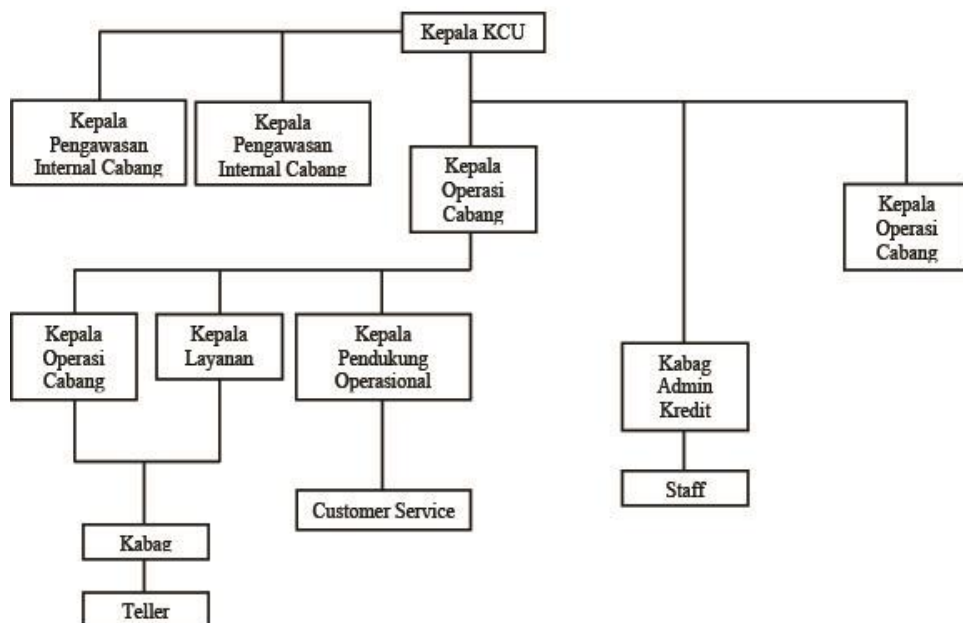 Kepala KCU
Kepala
Pengawasan
Internal Cabang
Kepala
Pengawasan
Internal Cabang
Kepala
Operasi
Cabang
Kepala
Operasi
Cabang
Kepala
Operasi
Cabang
Kepala
Layanan
Kepala
Pendukung
Operasional
Kabag
Admin
Kredit
Staff
Customer Service
Kabag
Teller